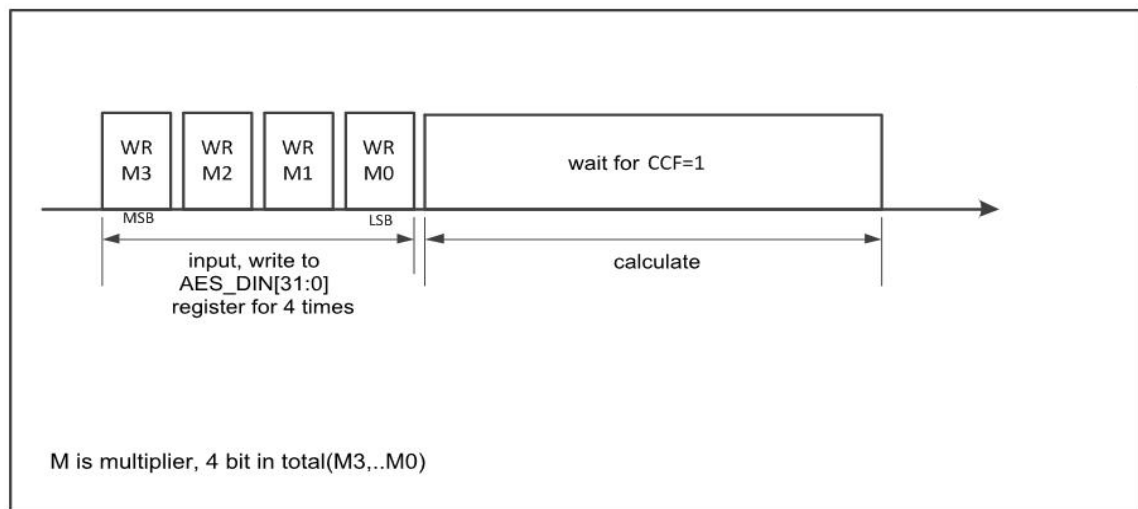 WR
M3
WR
M2
WR
M1
WR
M0
wait for CCF=1
MSB
LSB
input, write to
AES_DIN[31:0]
register for 4 times
calculate
M is multiplier, 4 bit in total(M3,..M0)